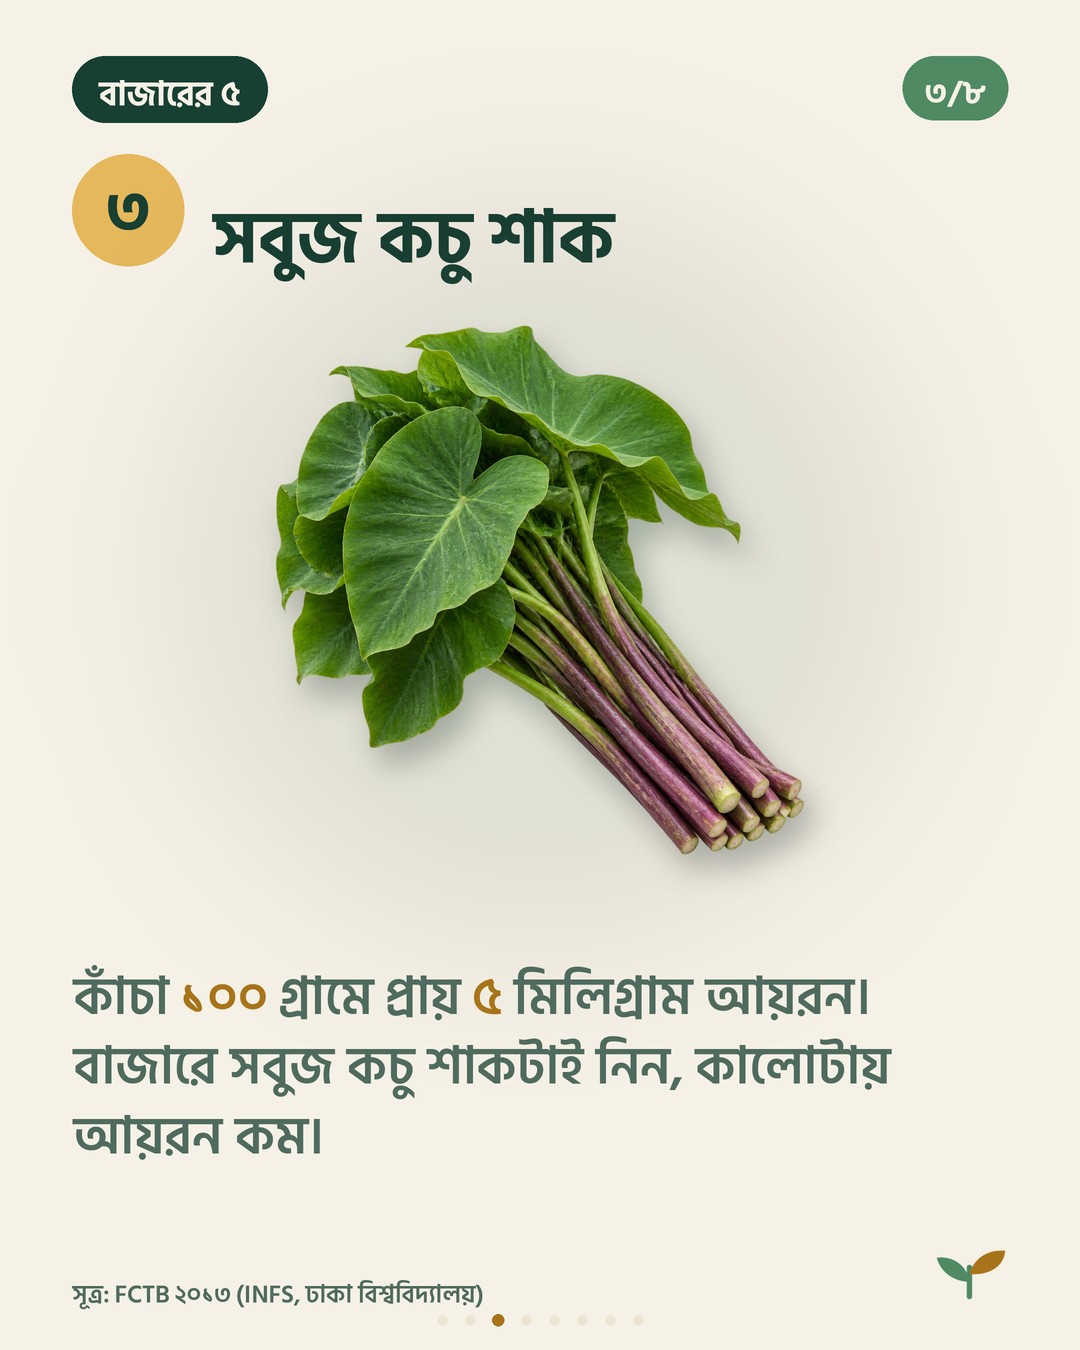 বাজারের ৫
৩/৮
৩
সবুজ কচু শাক
কাঁচা ১০০ গ্রামে প্রায় ৫ মিলিগ্রাম আয়রন।
বাজারে সবুজ কচু শাকটাই নিন, কালোটায়
আয়রন কম।
সূত্র: FCTB ২০১৩ (INFS, ঢাকা বিশ্ববিদ্যালয়)